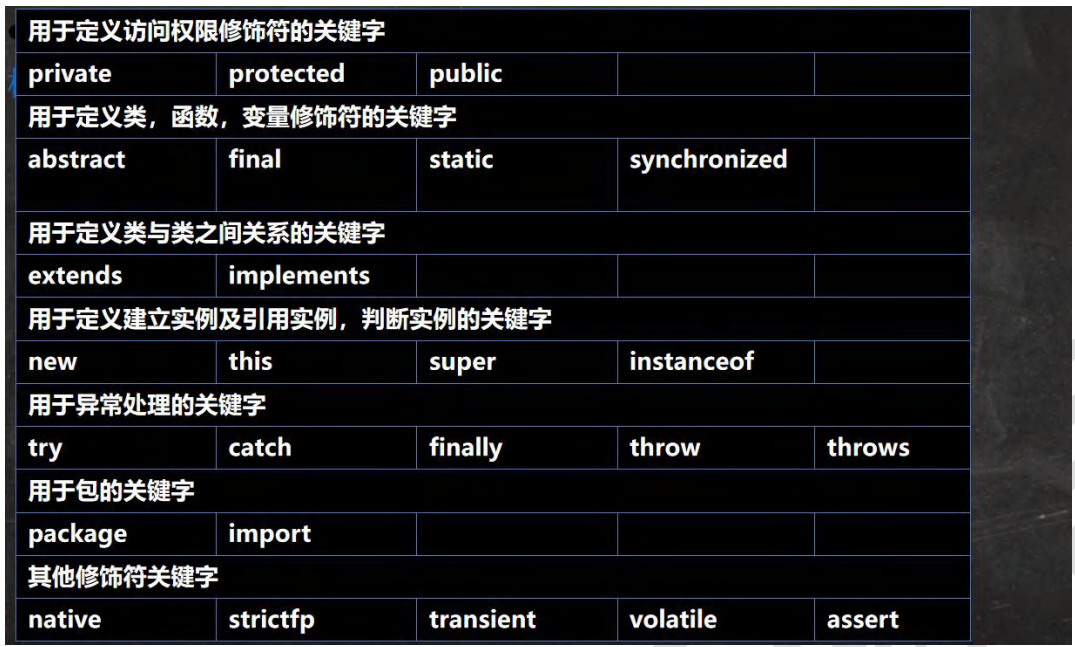 用于定义访问权限修饰符的关键字
private protected public
用于定义类，函数，变量修饰符的关键字
abstract final static synchronized
用于定义类与类之间关系的关键字
extends implements
用于定义建立实例及引用实例，判断实例的关键字
new this super instanceof
用于异常处理的关键字
try catch finally throw throws
用于包的关键字
package import
其他修饰符关键字
native strictfp transient volatile assert